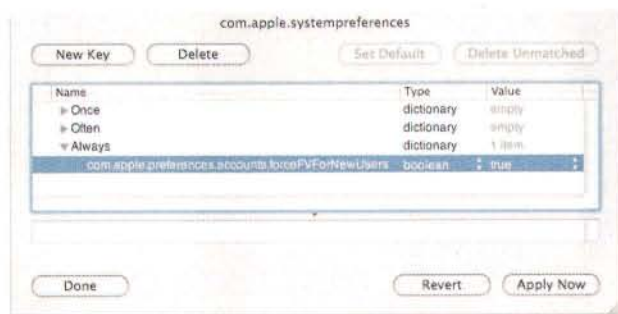 com.apple.systempreferences
New Key Delete Set Default Delete Unmatched
Name Type Value
Once dictionary empty
Often dictionary empty
Always dictionary 1 item
com.apple.preferences.accounts.forceFVForNewUsers boolean true
Done Revert Apply Now